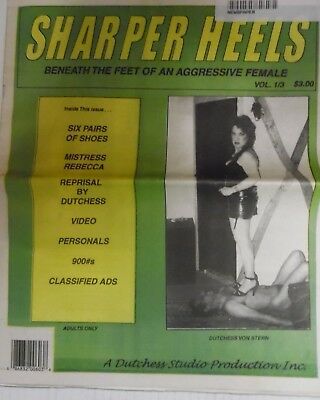 NEWSPAPER
SHARPER HEELS
BENEATH THE FEET OF AN AGGRESSIVE FEMALE
VOL. 1/3 $3.00
Inside This issue . . .
SIX PAIRS
OF SHOES
MISTRESS
REBECCA
REPRISAL
BY
DUTCHESS
VIDEO
PERSONALS
900#s
CLASSIFIED ADS
ADULTS ONLY
DUTCHESS VON STERN
A Dutchess Studio Production Inc.